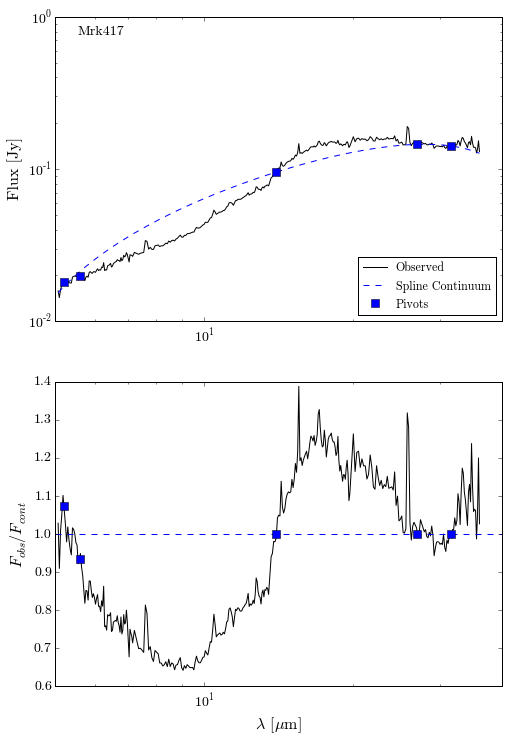 10^0
Mrk417
Flux [Jy]
10^-1
Observed
Spline Continuum
Pivots
10^-2
10^1
1.4
1.3
1.2
1.1
1.0
0.9
0.8
0.7
0.6
F_obs/F_cont
10^1
λ [μm]